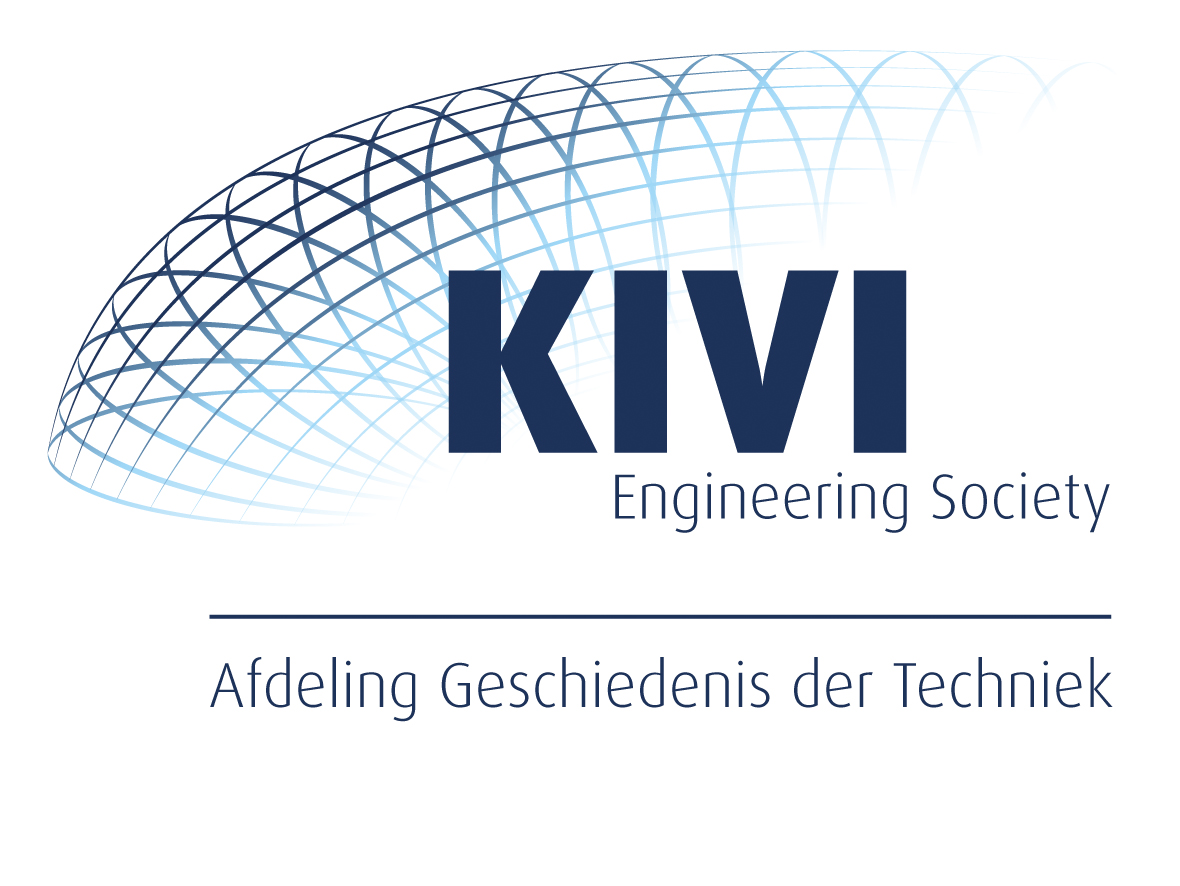 KIVI
Engineering Society
Afdeling Geschiedenis der Techniek